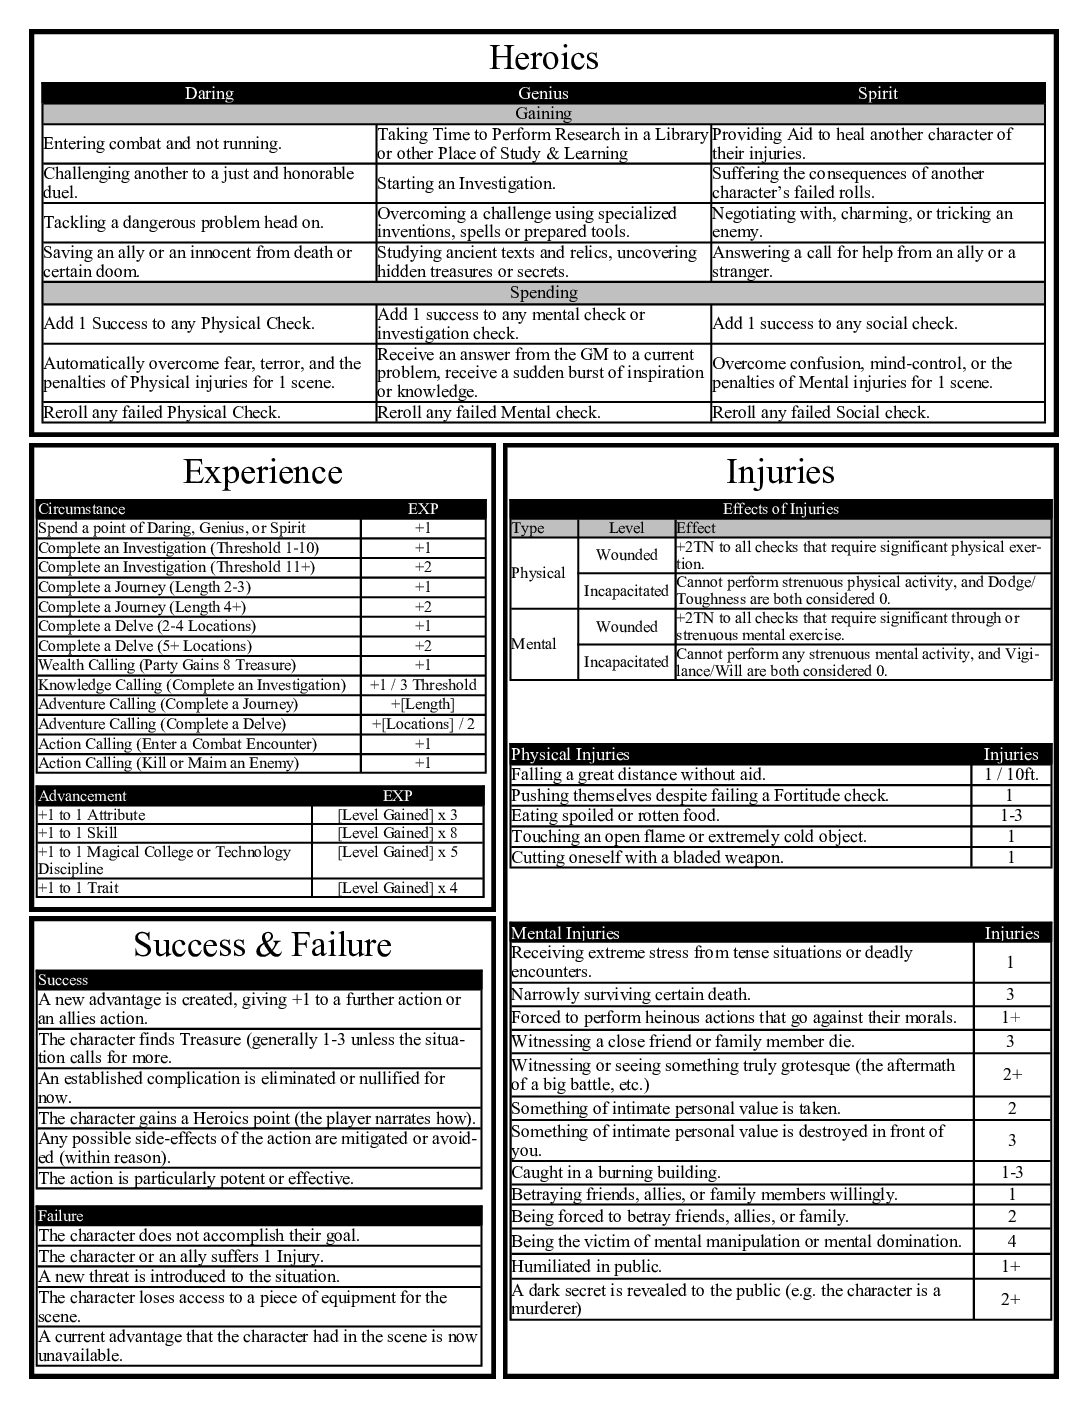 Heroics
Daring Genius Spirit
Gaining
Entering combat and not running.
Taking Time to Perform Research in a Library
or other Place of Study & Learning
Providing Aid to heal another character of
their injuries.
Challenging another to a just and honorable
duel.
Starting an Investigation.
Suffering the consequences of another
character's failed rolls.
Tackling a dangerous problem head on.
Overcoming a challenge using specialized
inventions, spells or prepared tools.
Negotiating with, charming, or tricking an
enemy.
Saving an ally or an innocent from death or
certain doom.
Studying ancient texts and relics, uncovering
hidden treasures or secrets.
Answering a call for help from an ally or a
stranger.
Spending
Add 1 Success to any Physical Check.
Add 1 success to any mental check or
investigation check.
Add 1 success to any social check.
Automatically overcome fear, terror, and the
penalties of Physical injuries for 1 scene.
Receive an answer from the GM to a current
problem, receive a sudden burst of inspiration
or knowledge.
Overcome confusion, mind-control, or the
penalties of Mental injuries for 1 scene.
Reroll any failed Physical Check.
Reroll any failed Mental check.
Reroll any failed Social check.
Experience
Circumstance EXP
Spend a point of Daring, Genius, or Spirit +1
Complete an Investigation (Threshold 1-10) +1
Complete an Investigation (Threshold 11+) +2
Complete a Journey (Length 2-3) +1
Complete a Journey (Length 4+) +2
Complete a Delve (2-4 Locations) +1
Complete a Delve (5+ Locations) +2
Wealth Calling (Party Gains 8 Treasure) +1
Knowledge Calling (Complete an Investigation) +1 / 3 Threshold
Adventure Calling (Complete a Journey) +[Length]
Adventure Calling (Complete a Delve) +[Locations] / 2
Action Calling (Enter a Combat Encounter) +1
Action Calling (Kill or Maim an Enemy) +1
Advancement EXP
+1 to 1 Attribute [Level Gained] x 3
+1 to 1 Skill [Level Gained] x 8
+1 to 1 Magical College or Technology [Level Gained] x 5
Discipline
+1 to 1 Trait [Level Gained] x 4
Success & Failure
Success
A new advantage is created, giving +1 to a further action or
an allies action.
The character finds Treasure (generally 1-3 unless the situa-
tion calls for more.
An established complication is eliminated or nullified for
now.
The character gains a Heroics point (the player narrates how).
Any possible side-effects of the action are mitigated or avoid-
ed (within reason).
The action is particularly potent or effective.
Failure
The character does not accomplish their goal.
The character or an ally suffers 1 Injury.
A new threat is introduced to the situation.
The character loses access to a piece of equipment for the
scene.
A current advantage that the character had in the scene is now
unavailable.
Injuries
Effects of Injuries
Type Level Effect
Physical
Wounded
+2TN to all checks that require significant physical exer-
tion.
Incapacitated
Cannot perform strenuous physical activity, and Dodge/
Toughness are both considered 0.
Mental
Wounded
+2TN to all checks that require significant through or
strenuous mental exercise.
Incapacitated
Cannot perform any strenuous mental activity, and Vigi-
lance/Will are both considered 0.
Physical Injuries Injuries
Falling a great distance without aid. 1 / 10ft.
Pushing themselves despite failing a Fortitude check. 1
Eating spoiled or rotten food. 1-3
Touching an open flame or extremely cold object. 1
Cutting oneself with a bladed weapon. 1
Mental Injuries Injuries
Receiving extreme stress from tense situations or deadly
encounters. 1
Narrowly surviving certain death. 3
Forced to perform heinous actions that go against their morals. 1+
Witnessing a close friend or family member die. 3
Witnessing or seeing something truly grotesque (the aftermath
of a big battle, etc.) 2+
Something of intimate personal value is taken. 2
Something of intimate personal value is destroyed in front of
you. 3
Caught in a burning building. 1-3
Betraying friends, allies, or family members willingly. 1
Being forced to betray friends, allies, or family. 2
Being the victim of mental manipulation or mental domination. 4
Humiliated in public. 1+
A dark secret is revealed to the public (e.g. the character is a
murderer) 2+